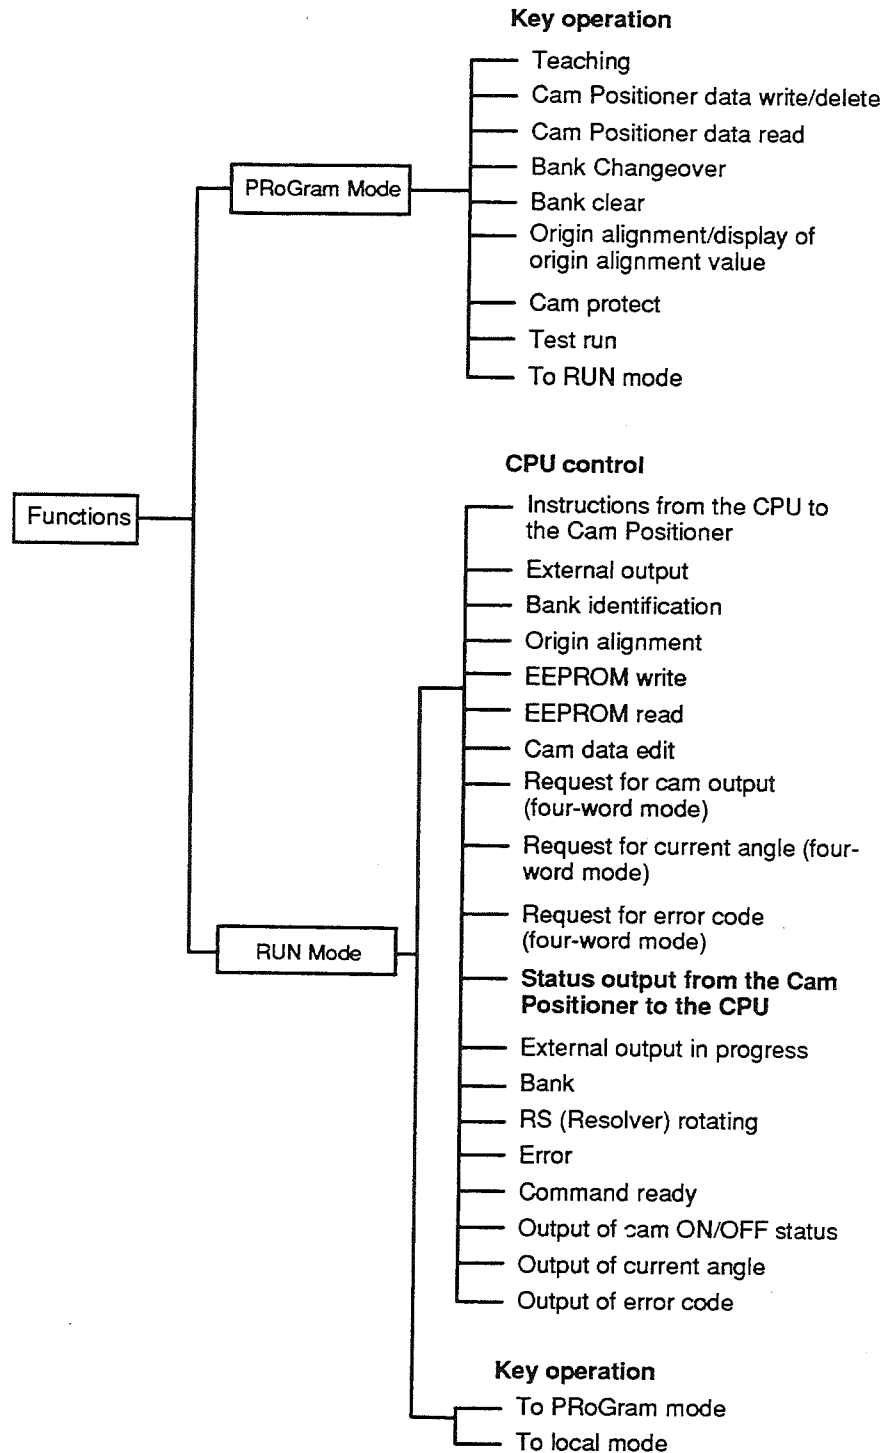 Key operation
Teaching
Cam Positioner data write/delete
Cam Positioner data read
PRoGram Mode
Bank Changeover
Bank clear
Origin alignment/display of
origin alignment value
Cam protect
Test run
To RUN mode
Functions
CPU control
Instructions from the CPU to
the Cam Positioner
External output
Bank identification
Origin alignment
EEPROM write
EEPROM read
Cam data edit
Request for cam output
(four-word mode)
Request for current angle (four-
word mode)
Request for error code
(four-word mode)
RUN Mode
Status output from the Cam
Positioner to the CPU
External output in progress
Bank
RS (Resolver) rotating
Error
Command ready
Output of cam ON/OFF status
Output of current angle
Output of error code
Key operation
To PRoGram mode
To local mode